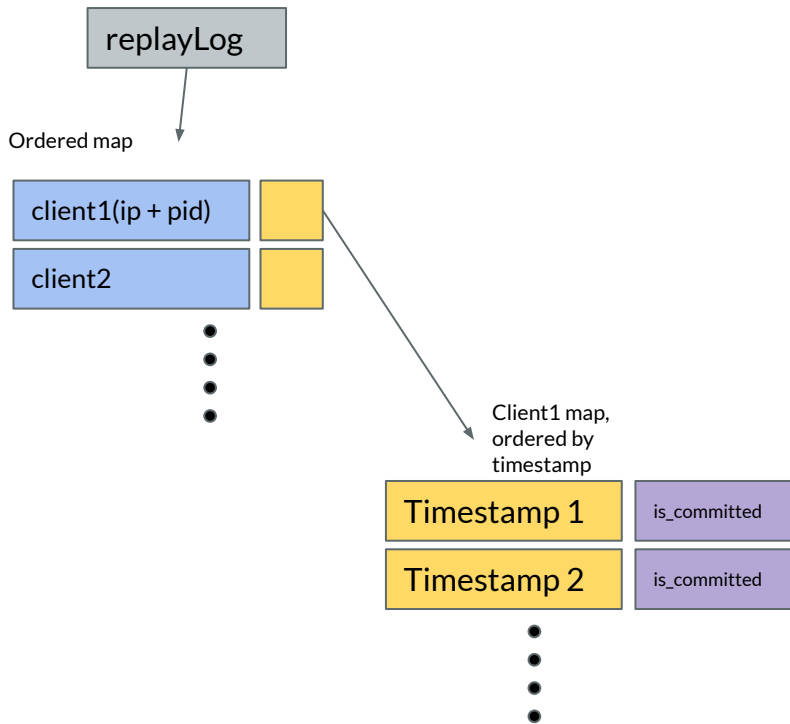 replayLog
Ordered map
client1(ip + pid)
client2
Client1 map,
ordered by
timestamp
Timestamp 1
is_committed
Timestamp 2
is_committed